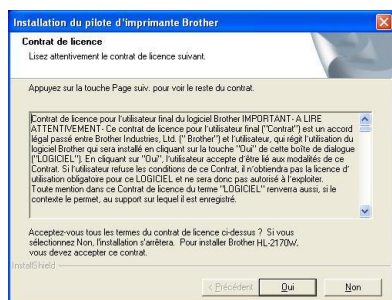 Installation du pilote d'imprimante Brother
Contrat de licence
Lisez attentivement le contrat de licence suivant.
Appuyez sur la touche Page suiv. pour voir le reste du contrat.
Contrat de licence pour l'utilisateur final du logiciel Brother IMPORTANT- A LIRE
ATTENTIVEMENT- Ce contrat de licence pour l'utilisateur final ("Contrat") est un accord
légal passé entre Brother Industries, Ltd. (" Brother") et l'utilisateur, qui régit l'utilisation du
logiciel Brother qui sera installé en cliquant sur la touche "Oui" de cette boîte de dialogue
("LOGICIEL"). En cliquant sur "Oui", l'utilisateur accepte d'être lié aux modalités de ce
Contrat. Si l'utilisateur refuse les conditions de ce Contrat, il n'obtiendra pas la licence d'
utilisation obligatoire pour ce LOGICIEL et ne sera donc pas autorisé à l'exploiter.
Toute mention dans ce Contrat de licence du terme "LOGICIEL" renverra aussi, si le
contexte le permet, au support sur lequel il est enregistré.
Acceptez-vous tous les termes du contrat de licence ci-dessus ? Si vous
sélectionnez Non, l'installation s'arrêtera. Pour installer Brother HL-2170W,
vous devez accepter ce contrat.
InstallShield
< Précédent
Oui
Non